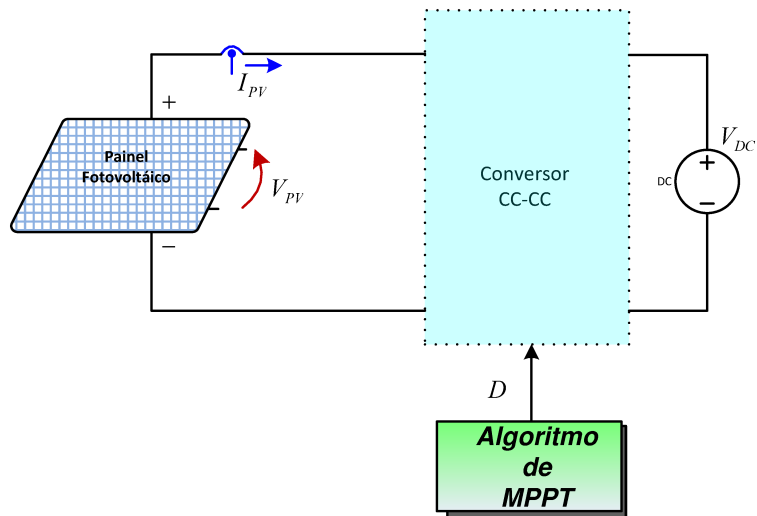 I_PV
+
Painel
Fotovoltáico
V_PV
−
Conversor
CC-CC
V_DC
+
DC
−
D
Algoritmo
de
MPPT